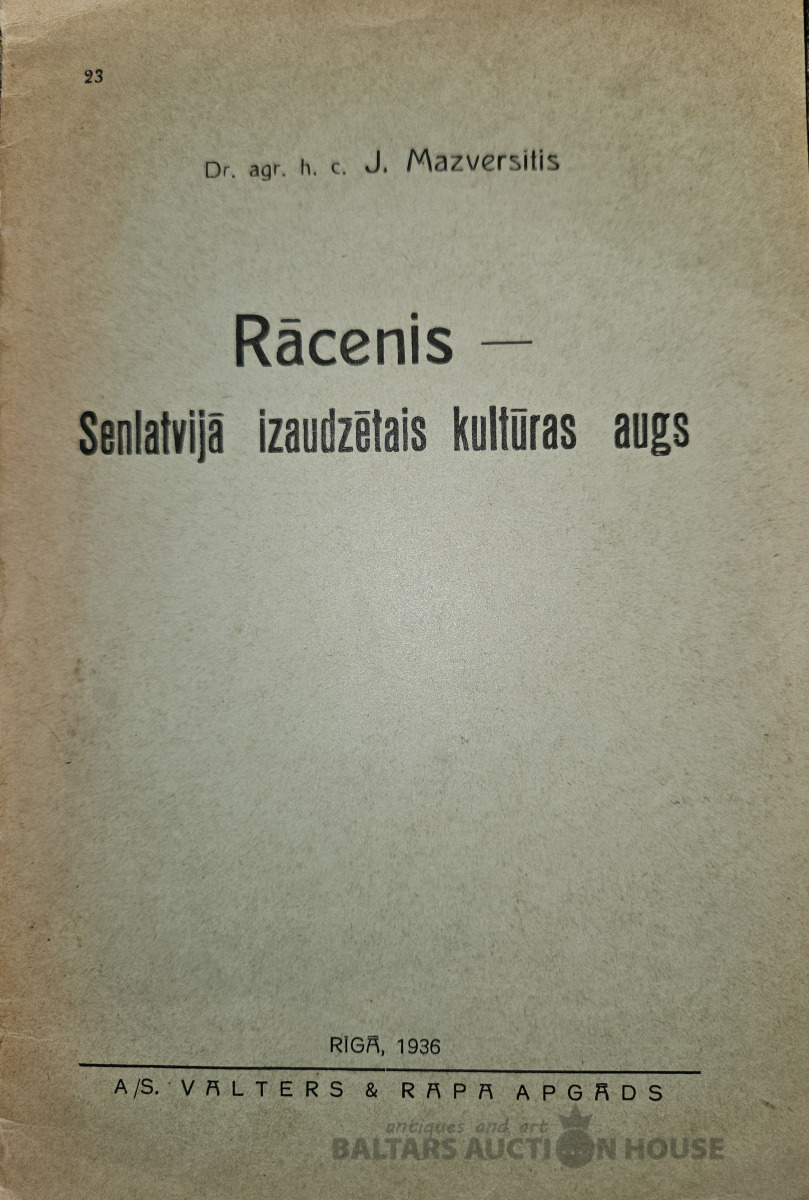 23
Dr. agr. h. c. J. Mazversitis
Rācenis —
Senlatvijā izaudzētais kultūras augs
RĪGĀ, 1936
A/S. VALTERS & RAPA APGĀDS
antiques and art
BALTARS AUCTION HOUSE